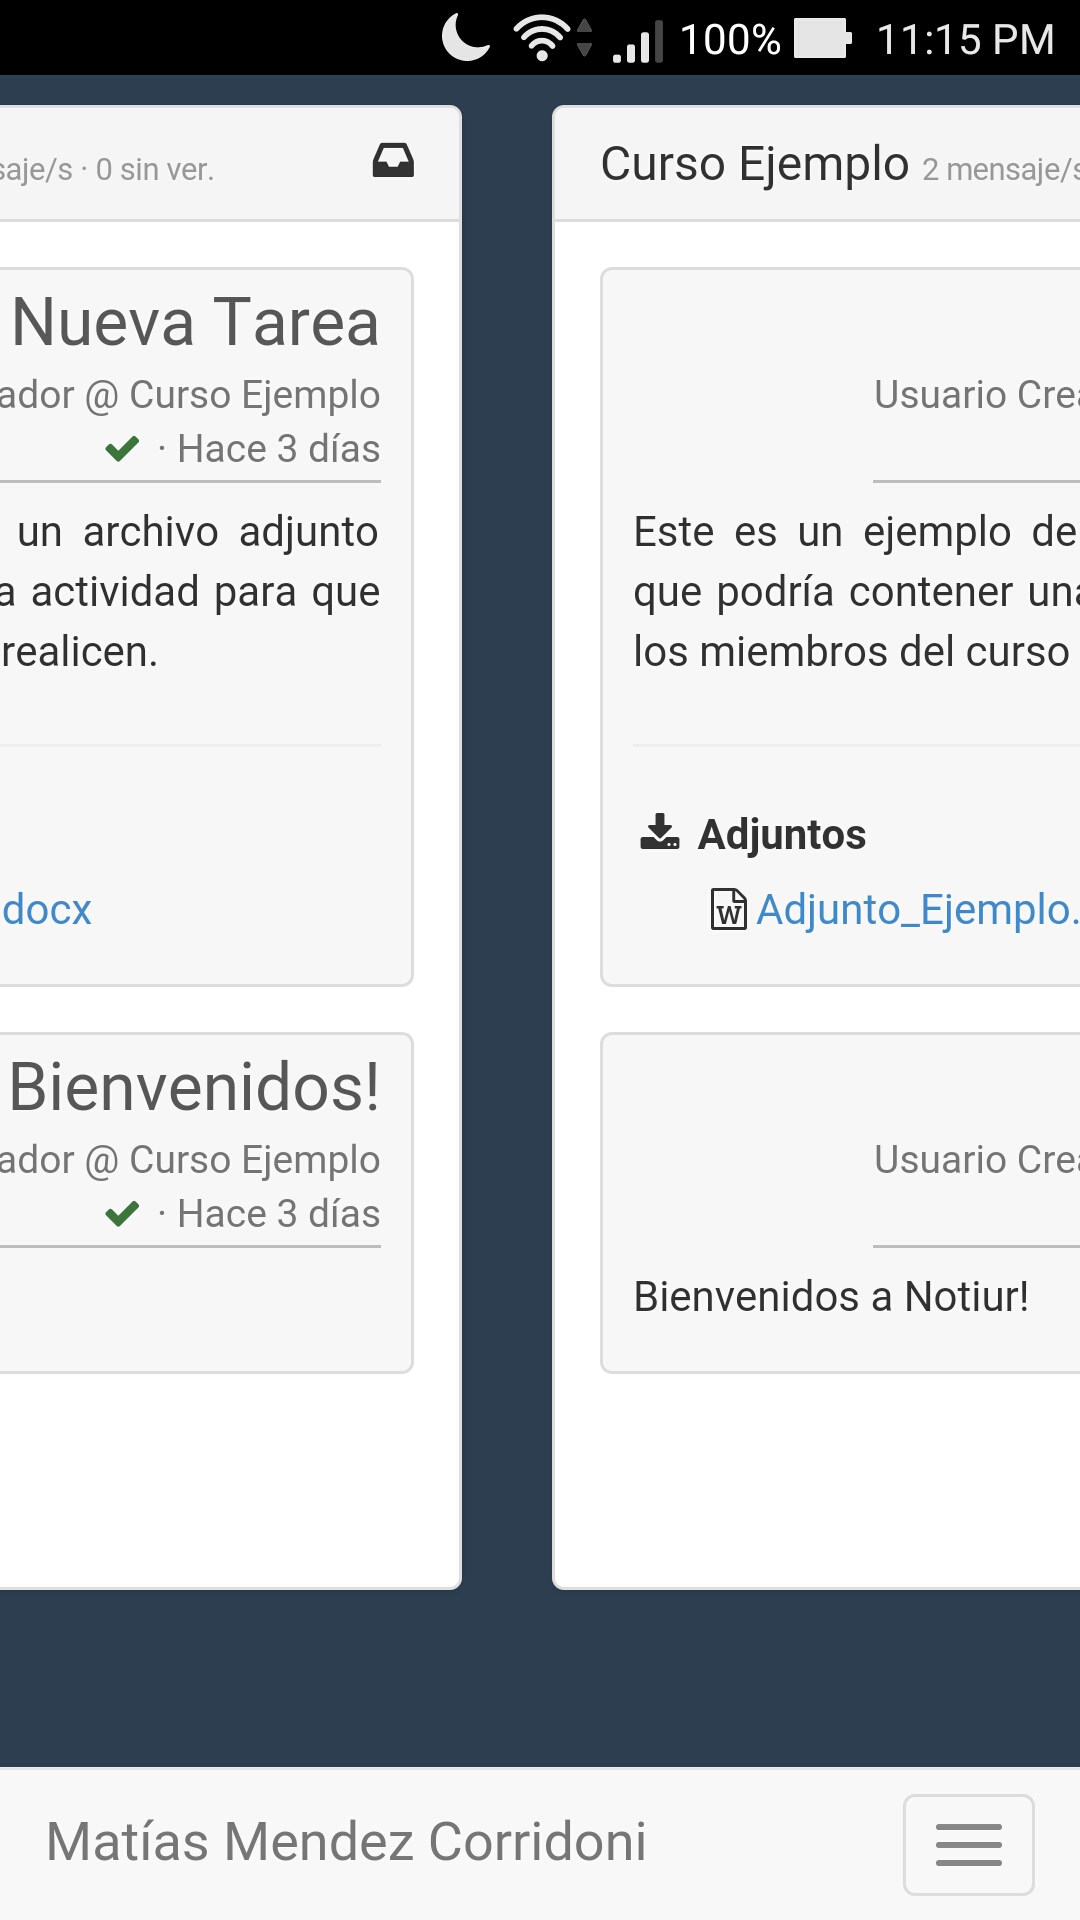 100% 11:15 PM
saje/s · 0 sin ver.
Nueva Tarea
ador @ Curso Ejemplo
· Hace 3 días
un archivo adjunto
a actividad para que
realicen.
docx
Bienvenidos!
ador @ Curso Ejemplo
· Hace 3 días
Curso Ejemplo 2 mensaje/s
Usuario Crea
Este es un ejemplo de
que podría contener una
los miembros del curso
Adjuntos
Adjunto_Ejemplo.
Usuario Crea
Bienvenidos a Notiur!
Matías Mendez Corridoni